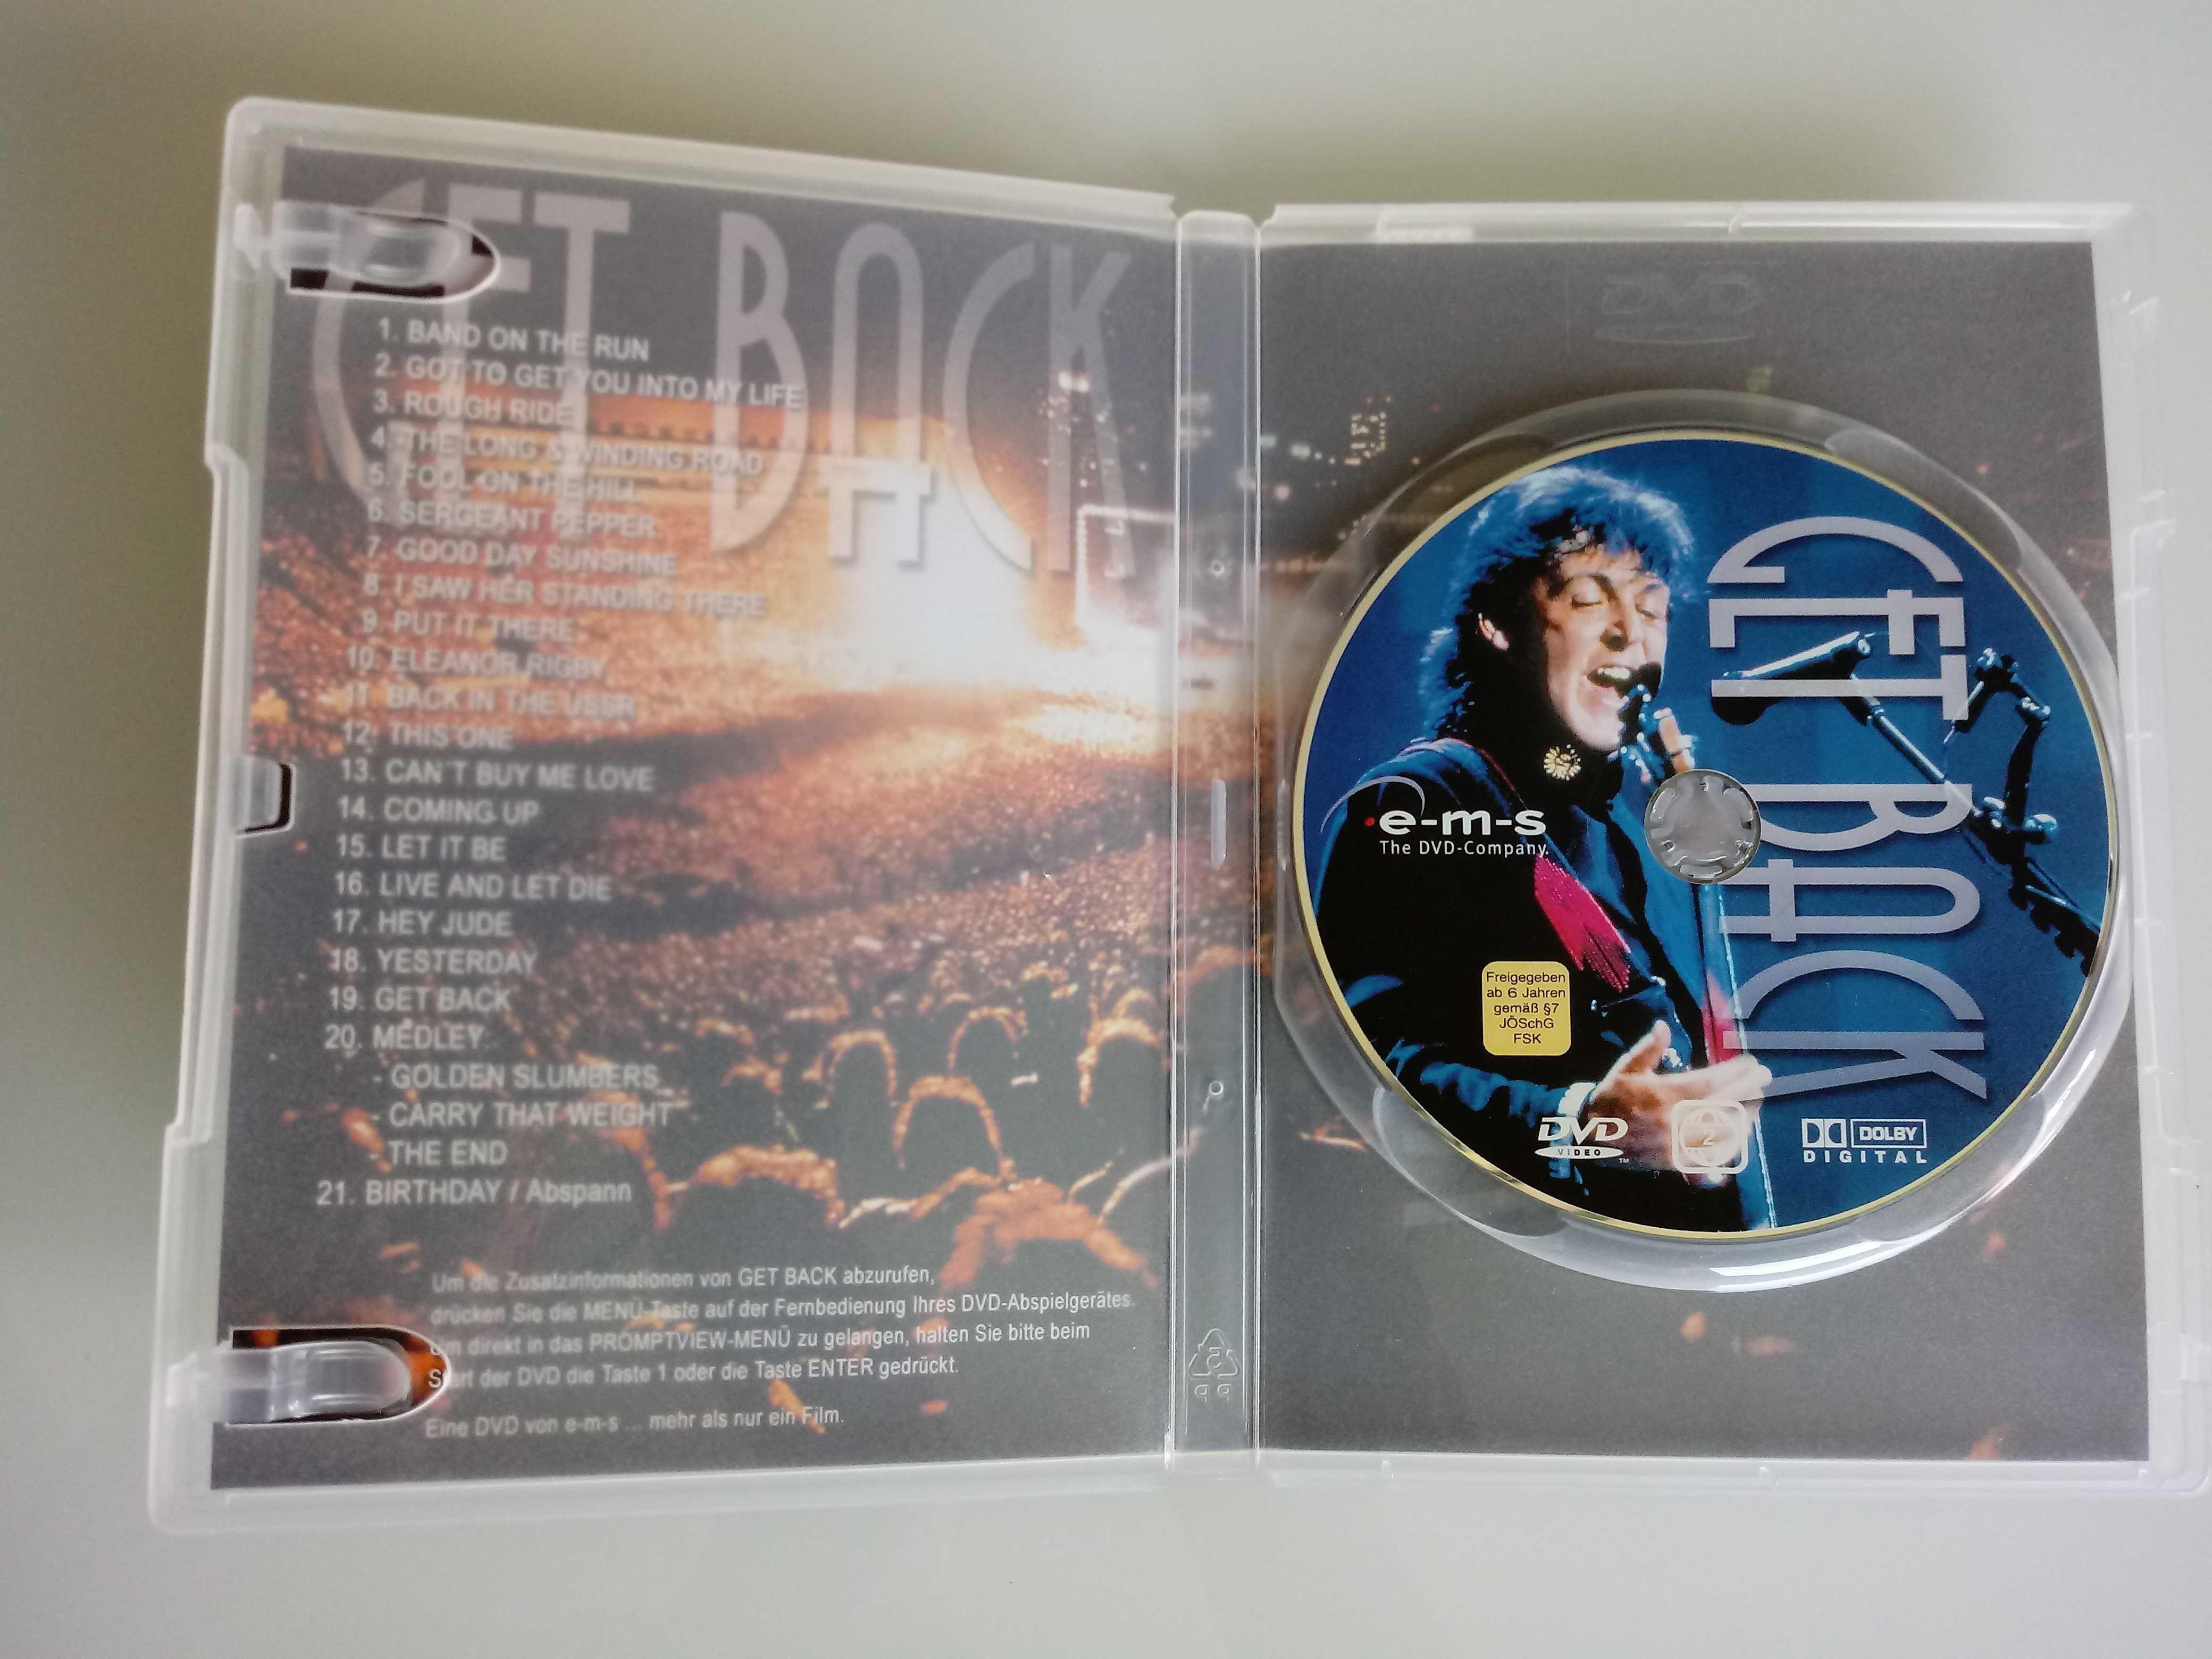 GET BACK
1. BAND ON THE RUN
2. GOT TO GET YOU INTO MY LIFE
3. ROUGH RIDE
4. THE LONG & WINDING ROAD
5. FOOL ON THE HILL
6. SERGEANT PEPPER
7. GOOD DAY SUNSHINE
8. I SAW HER STANDING THERE
9. PUT IT THERE
10. ELEANOR RIGBY
11. BACK IN THE USSR
12. THIS ONE
13. CAN´T BUY ME LOVE
14. COMING UP
15. LET IT BE
16. LIVE AND LET DIE
17. HEY JUDE
18. YESTERDAY
19. GET BACK
20. MEDLEY:
- GOLDEN SLUMBERS
- CARRY THAT WEIGHT
- THE END
21. BIRTHDAY / Abspann
Um die Zusatzinformationen von GET BACK abzurufen,
drücken Sie die MENÜ-Taste auf der Fernbedienung Ihres DVD-Abspielgerätes.
Um direkt in das PROMPTVIEW-MENÜ zu gelangen, halten Sie bitte beim
Start der DVD die Taste 1 oder die Taste ENTER gedrückt.
Eine DVD von e-m-s ... mehr als nur ein Film.
DVD
GET BACK
e-m-s
The DVD-Company.
Freigegeben
ab 6 Jahren
gemäß §7
JÖSchG
FSK
DVD
VIDEO
TM
2
DOLBY
DIGITAL
5
PP